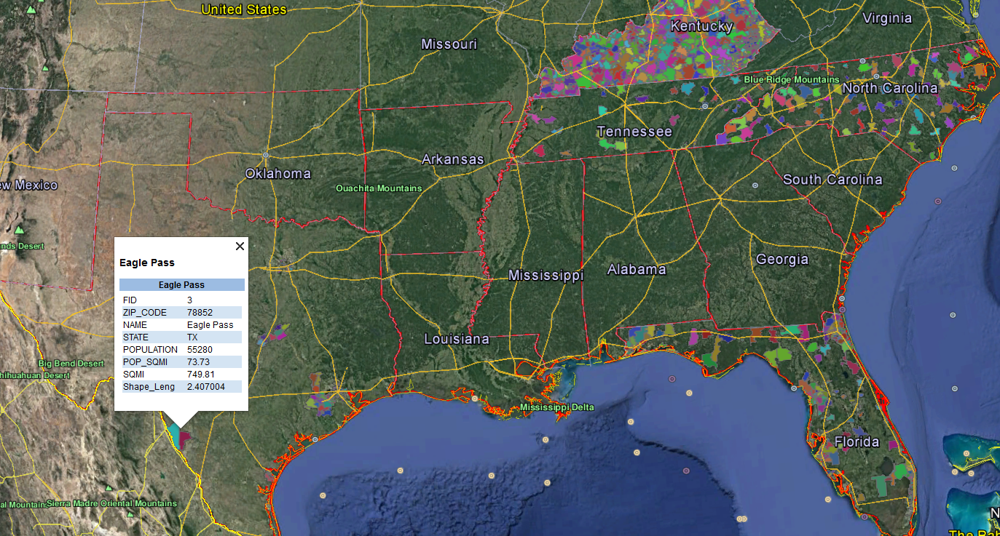 United States
Virginia
Kentucky
Missouri
Blue Ridge Mountains
North Carolina
Tennessee
Arkansas
Oklahoma
South Carolina
ew Mexico
Ouachita Mountains
nds Desert
Eagle Pass
Eagle Pass
FID 3
ZIP_CODE 78852
NAME Eagle Pass
STATE TX
POPULATION 55280
POP_SQMI 73.73
SQMI 749.81
Shape_Leng 2.407004
Georgia
Alabama
Mississippi
Louisiana
Big Bend Desert
hihuahuan Desert
Mississippi Delta
Florida
al Mountain
Sierra Madre Oriental Mountains
N
The Bah